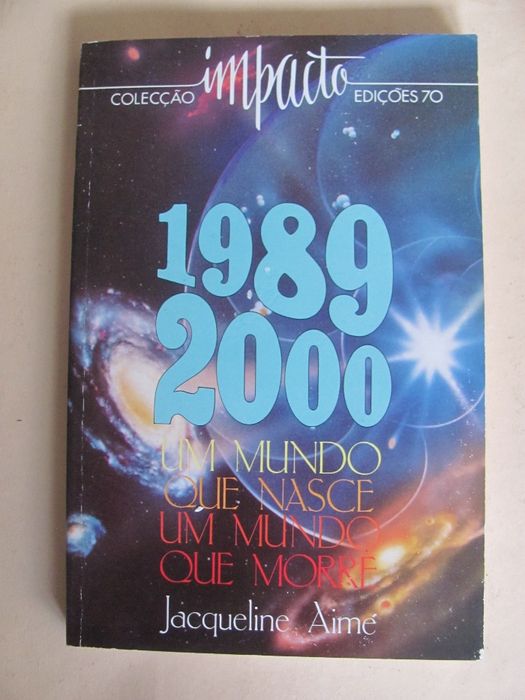 COLECÇÃO impacto EDIÇÕES 70
1989
2000
UM MUNDO
QUE NASCE
UM MUNDO
QUE MORRE
Jacqueline Aimé